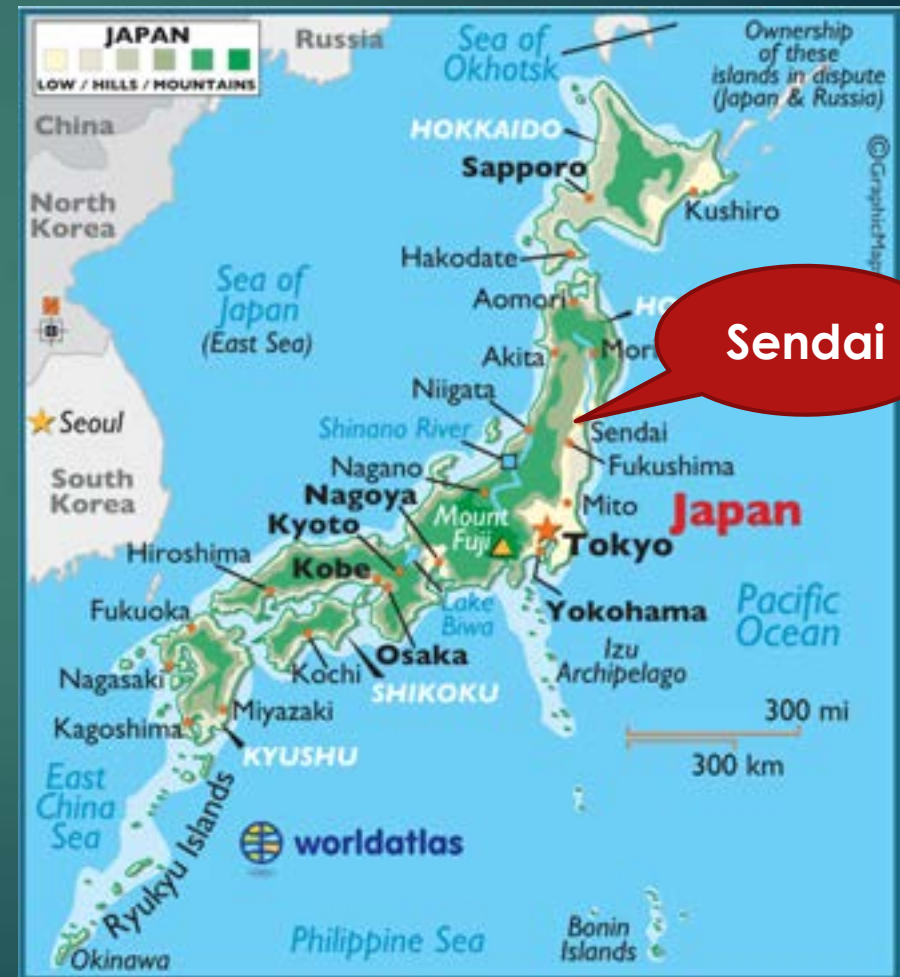 JAPAN
LOW / HILLS / MOUNTAINS
Russia
Sea of
Okhotsk
Ownership
of these
islands in dispute
(Japan & Russia)
China
HOKKAIDO
Sapporo
Kushiro
North
Korea
Hakodate
Sea of
Japan
(East Sea)
Aomori
Akita
Sendai
Niigata
Seoul
Shinano River
Sendai
Fukushima
Nagano
South
Korea
Nagoya
Mito
Japan
Kyoto
Mount
Fuji
Tokyo
Hiroshima
Kobe
Lake
Biwa
Yokohama
Pacific
Ocean
Fukuoka
Izu
Archipelago
Osaka
Kochi
Nagasaki
SHIKOKU
Miyazaki
Kagoshima
300 mi
300 km
KYUSHU
East
China
Sea
Ryukyu Islands
worldatlas
Philippine Sea
Bonin
Islands
Okinawa